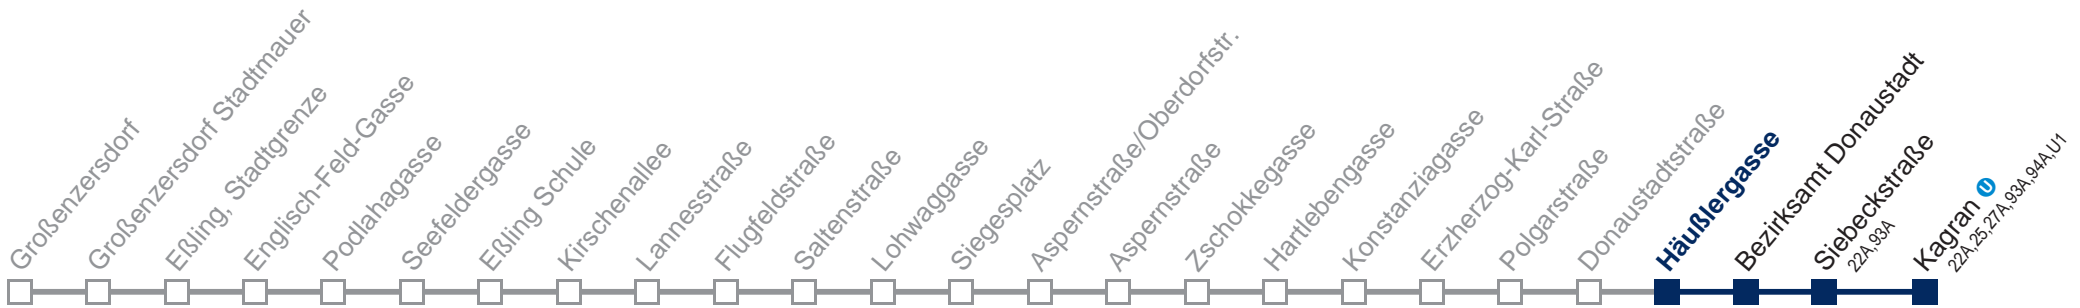 Großenzersdorf
Großenzersdorf Stadtmauer
Eßling, Stadtgrenze
Englisch-Feld-Gasse
Podlahagasse
Seefeldergasse
Eßling Schule
Kirschenallee
Lannesstraße
Flugfeldstraße
Saltenstraße
Lohwaggasse
Siegesplatz
Aspernstraße/Oberdorfstr.
Aspernstraße
Zschokkegasse
Hartlebengasse
Konstanziagasse
Erzherzog-Karl-Straße
Polgarstraße
Donaustadtstraße
Häußlergasse
Bezirksamt Donaustadt
Siebeckstraße
22A,93A
Kagran U
22A,25,27A,93A,94A,U1